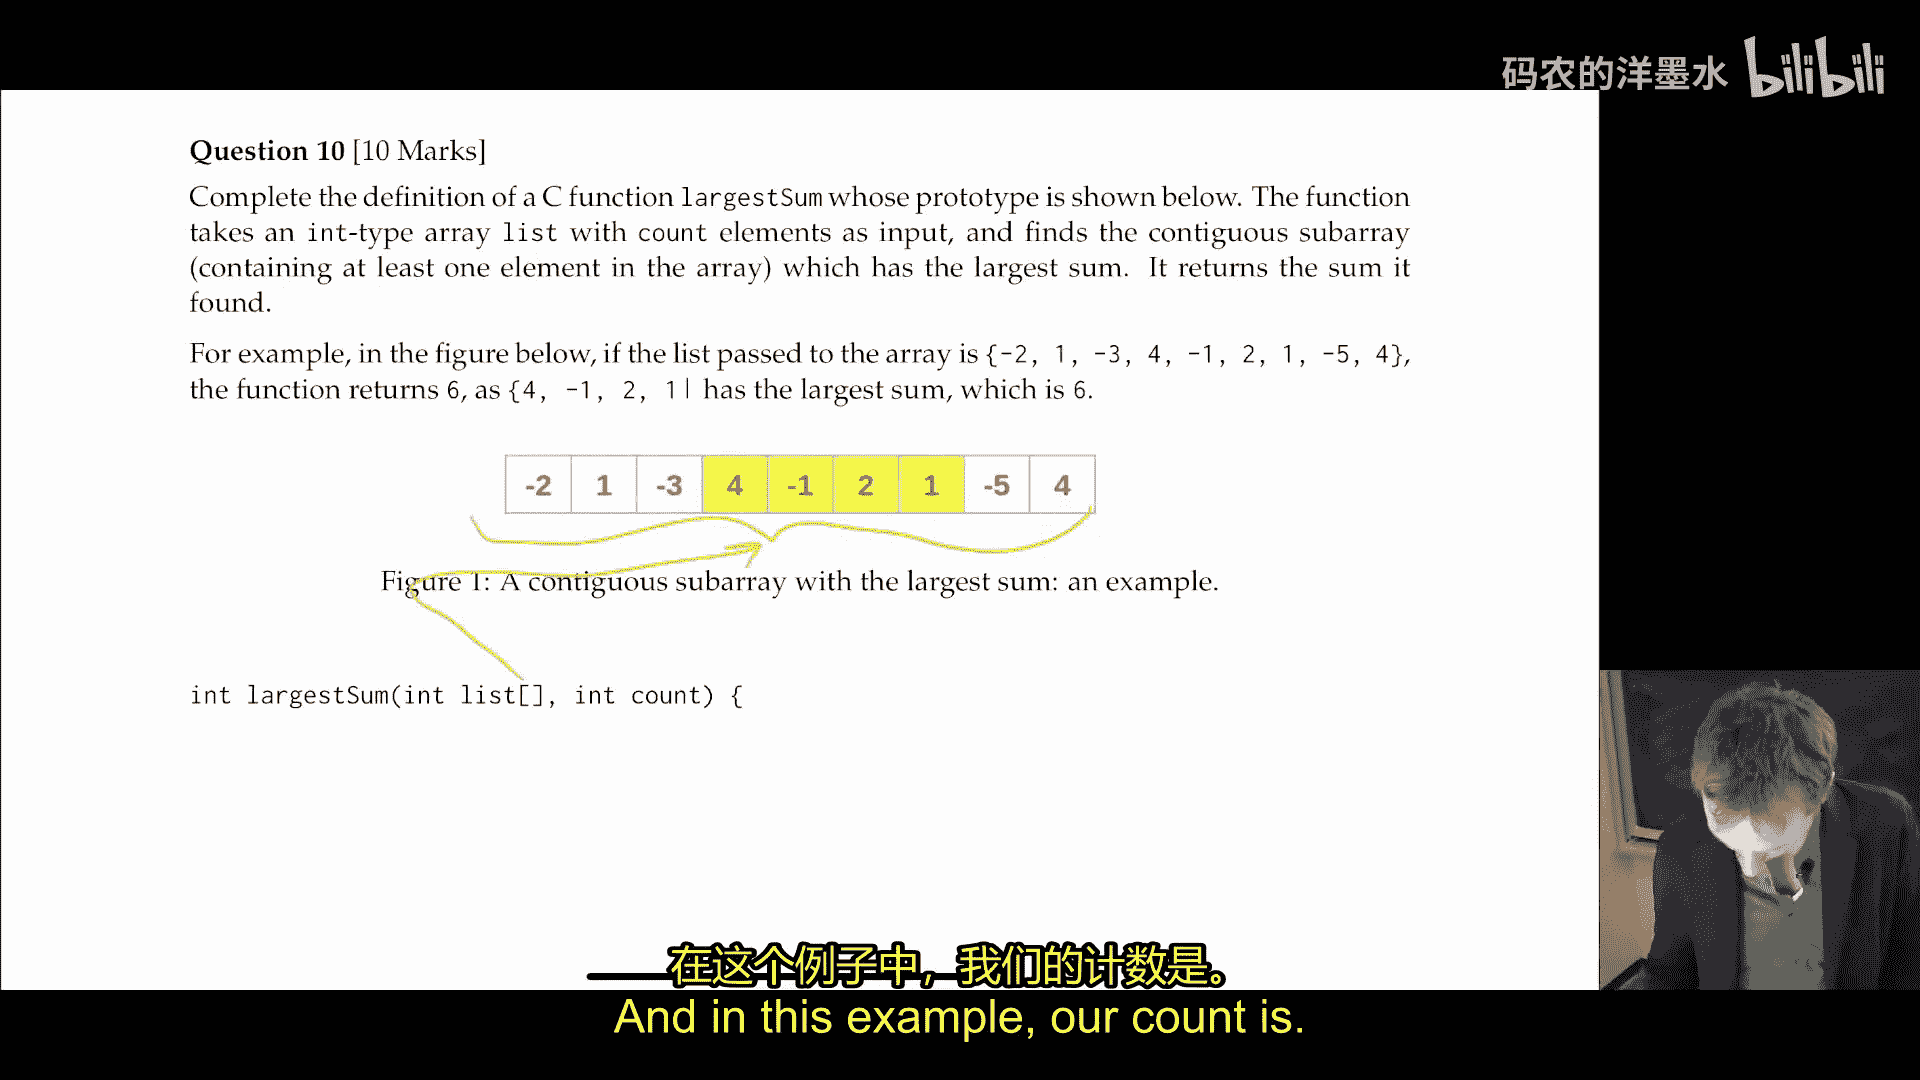 码农的洋墨水 bilibili
Question 10 [10 Marks]
Complete the definition of a C function largestSum whose prototype is shown below. The function
takes an int-type array list with count elements as input, and finds the contiguous subarray
(containing at least one element in the array) which has the largest sum. It returns the sum it
found.
For example, in the figure below, if the list passed to the array is {-2, 1, -3, 4, -1, 2, 1, -5, 4},
the function returns 6, as {4, -1, 2, 1| has the largest sum, which is 6.
-2 1 -3 4 -1 2 1 -5 4
Figure 1: A contiguous subarray with the largest sum: an example.
int largestSum(int list[], int count) {
在这个例子中，我们的计数是。
And in this example, our count is.